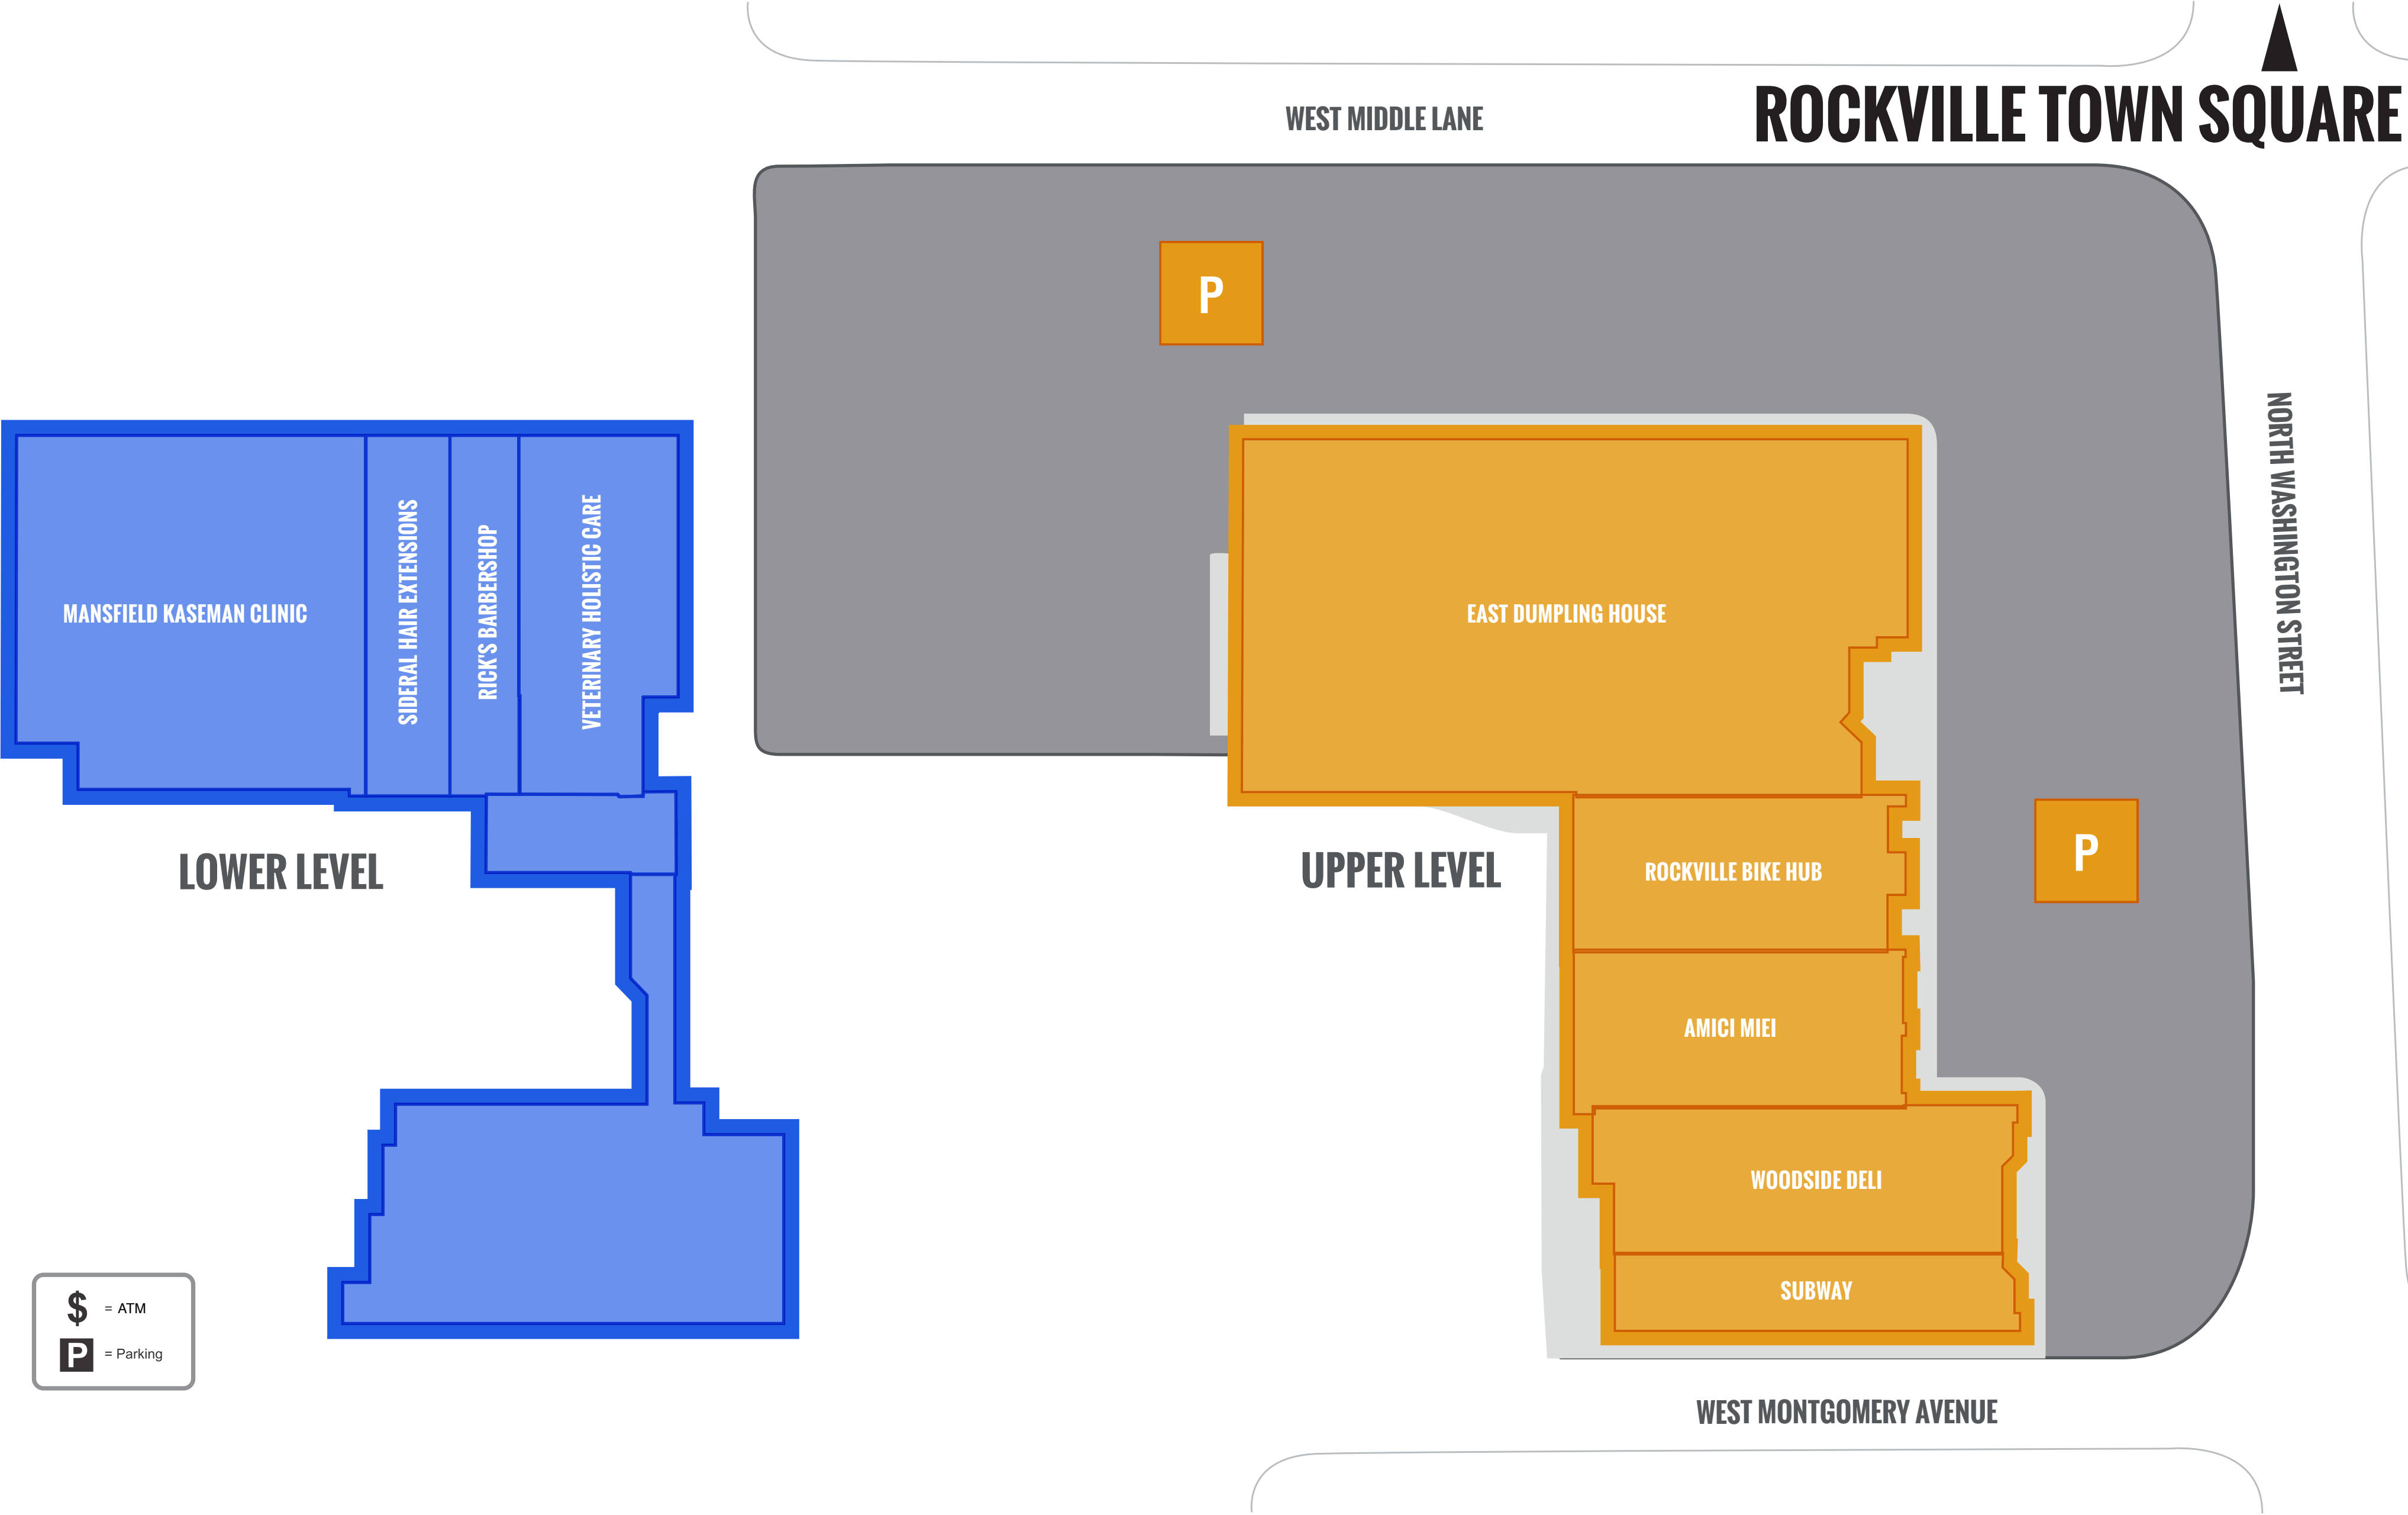 WEST MIDDLE LANE
ROCKVILLE TOWN SQUARE
P
NORTH WASHINGTON STREET
MANSFIELD KASEMAN CLINIC
SIDERAL HAIR EXTENSIONS
RICK'S BARBERSHOP
VETERINARY HOLISTIC CARE
EAST DUMPLING HOUSE
LOWER LEVEL
UPPER LEVEL
ROCKVILLE BIKE HUB
P
AMICI MIEI
WOODSIDE DELI
SUBWAY
$ = ATM
P = Parking
WEST MONTGOMERY AVENUE